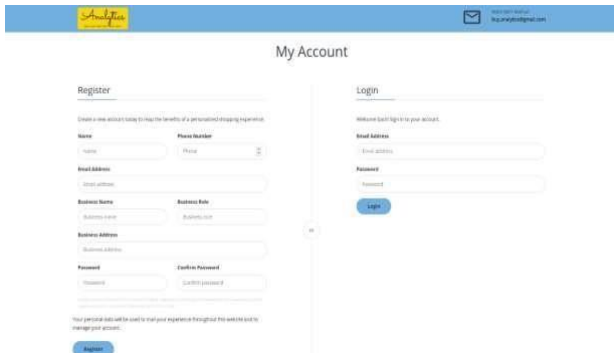 Analytics
My Account
Register
Create a new account today to reap the benefits of a personalized shopping experience.
Name
Phone Number
name
Phone
Email Address
Email address
Business Name
Business Role
Business name
Business role
Business Address
Business address
Password
Confirm Password
Password
Confirm password
Your personal data will be used to your experience throughout this website and to
manage your account.
Register
or
Login
Welcome back! Sign in to your account.
Email Address
Email address
Password
Password
Login